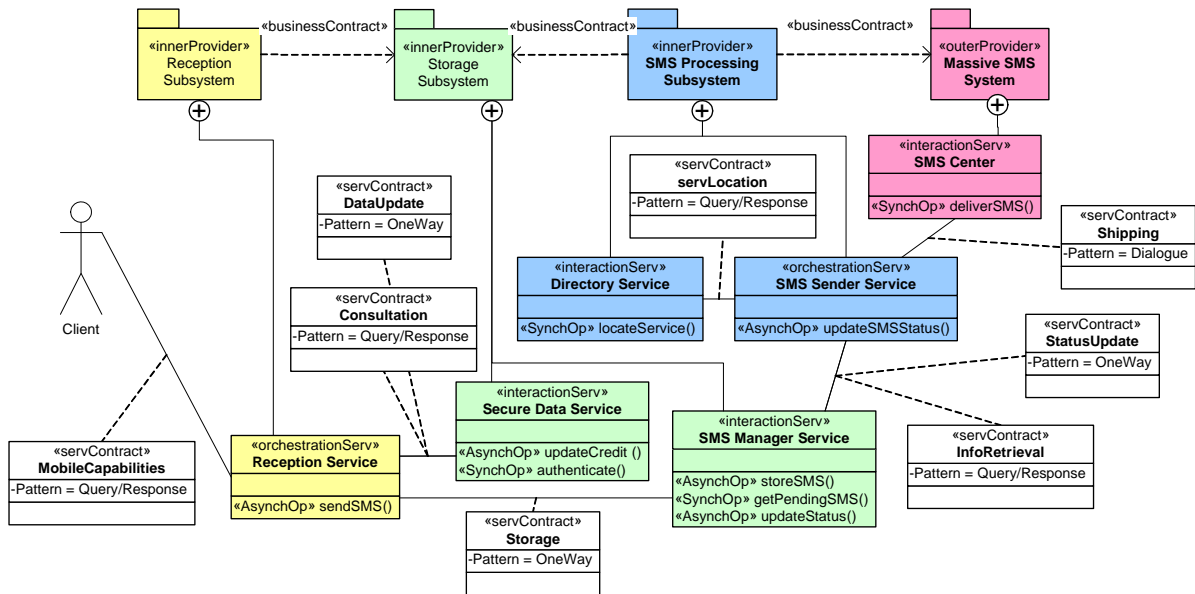 «businessContract»
«businessContract»
«businessContract»
«innerProvider»
Reception
Subsystem
«innerProvider»
Storage
Subsystem
«innerProvider»
SMS Processing
Subsystem
«outerProvider»
Massive SMS
System
«interactionServ»
SMS Center
«SynchOp» deliverSMS()
«servContract»
servLocation
-Pattern = Query/Response
«servContract»
DataUpdate
-Pattern = OneWay
«servContract»
Shipping
-Pattern = Dialogue
«interactionServ»
Directory Service
«SynchOp» locateService()
«orchestrationServ»
SMS Sender Service
«AsynchOp» updateSMSStatus()
«servContract»
Consultation
-Pattern = Query/Response
Client
«servContract»
StatusUpdate
-Pattern = OneWay
«interactionServ»
Secure Data Service
«AsynchOp» updateCredit ()
«SynchOp» authenticate()
«interactionServ»
SMS Manager Service
«AsynchOp» storeSMS()
«SynchOp» getPendingSMS()
«AsynchOp» updateStatus()
«servContract»
InfoRetrieval
-Pattern = Query/Response
«servContract»
MobileCapabilities
-Pattern = Query/Response
«orchestrationServ»
Reception Service
«AsynchOp» sendSMS()
«servContract»
Storage
-Pattern = OneWay